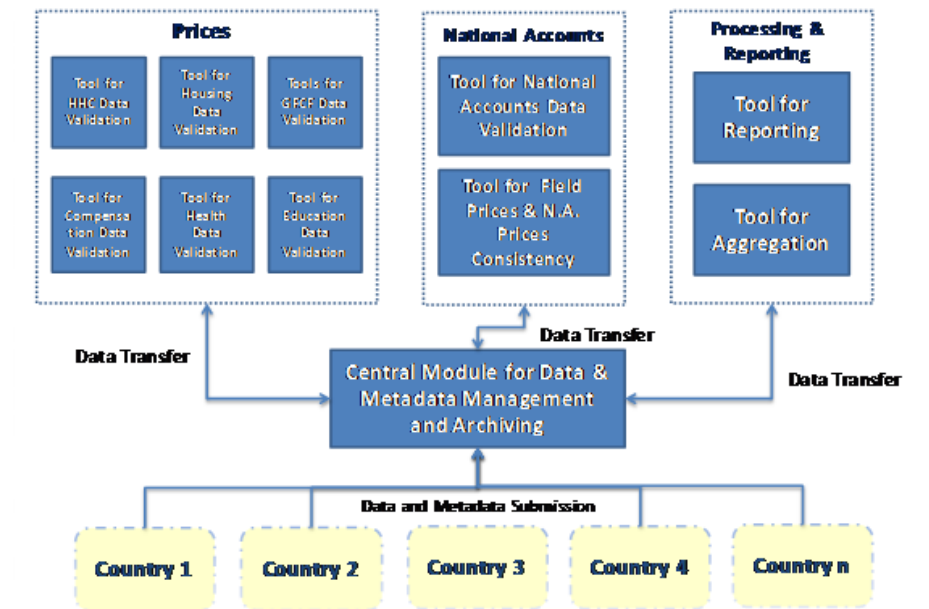 Prices
Tool for
HHC Data
Validation
Tool for
Housing
Data
Validation
Tools for
GFCF Data
Validation
Tool for
Compensa
tion Data
Validation
Tool for
Health
Data
Validation
Tool for
Education
Data
Validation
National Accounts
Tool for National
Accounts Data
Validation
Tool for Field
Prices & N.A.
Prices
Consistency
Processing &
Reporting
Tool for
Reporting
Tool for
Aggregation
Data Transfer
Data Transfer
Data Transfer
Central Module for Data &
Metadata Management
and Archiving
Data and Metadata Submission
Country 1
Country 2
Country 3
Country 4
Country n